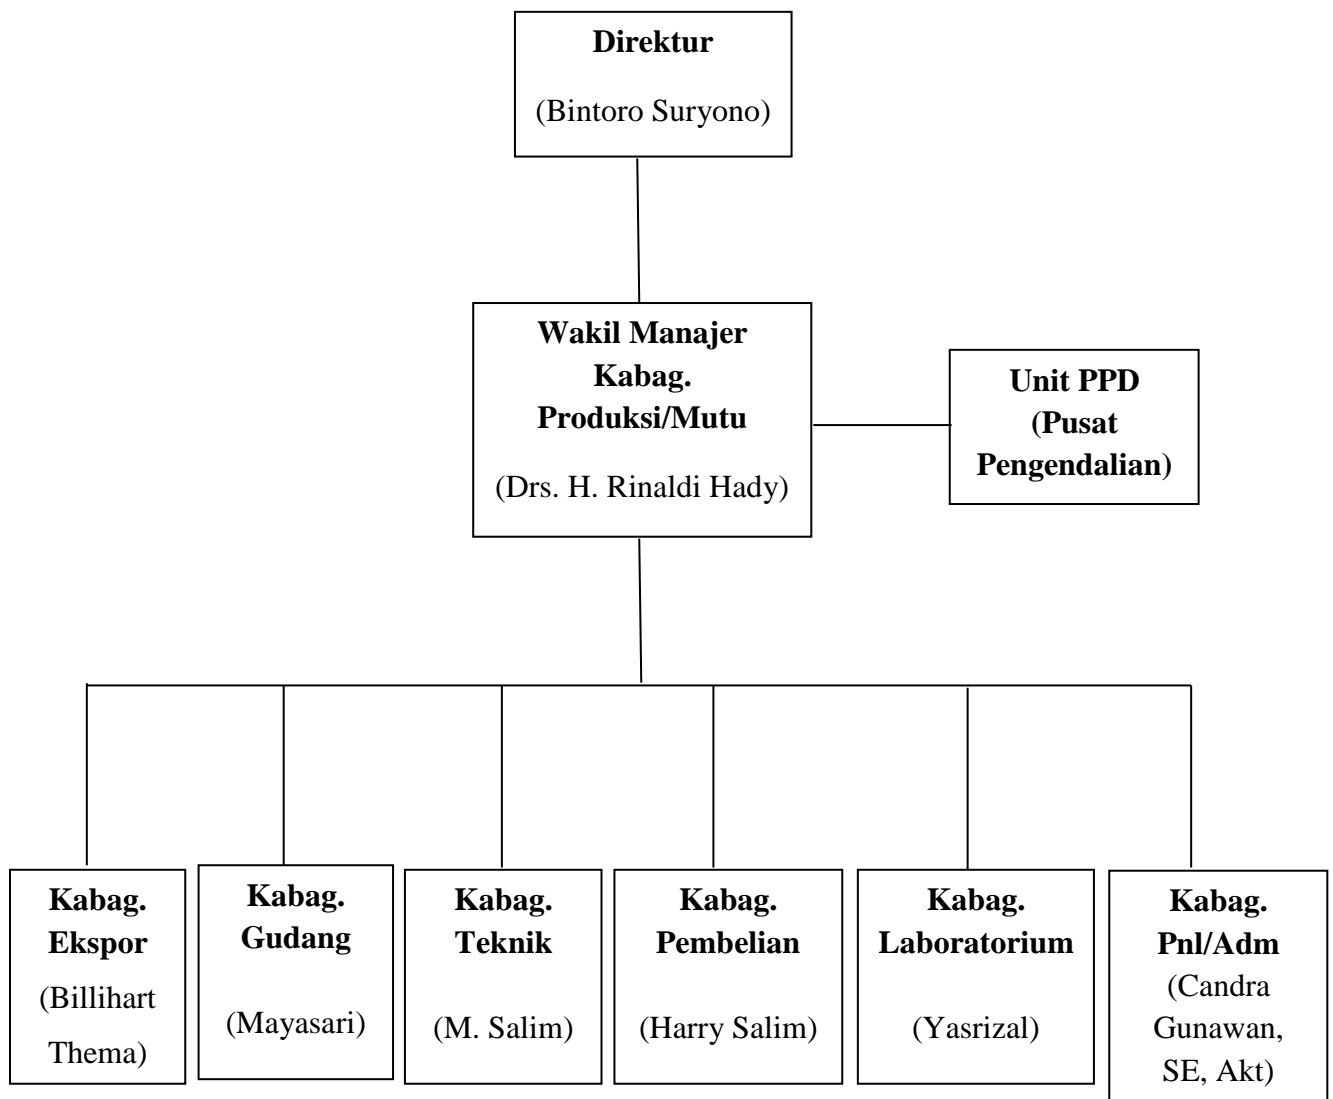 Direktur
(Bintoro Suryono)
Wakil Manajer
Kabag.
Produksi/Mutu
(Drs. H. Rinaldi Hady)
Unit PPD
(Pusat
Pengendalian)
Kabag.
Ekspor
(Billihart
Thema)
Kabag.
Gudang
(Mayasari)
Kabag.
Teknik
(M. Salim)
Kabag.
Pembelian
(Harry Salim)
Kabag.
Laboratorium
(Yasrizal)
Kabag.
Pnl/Adm
(Candra
Gunawan,
SE, Akt)